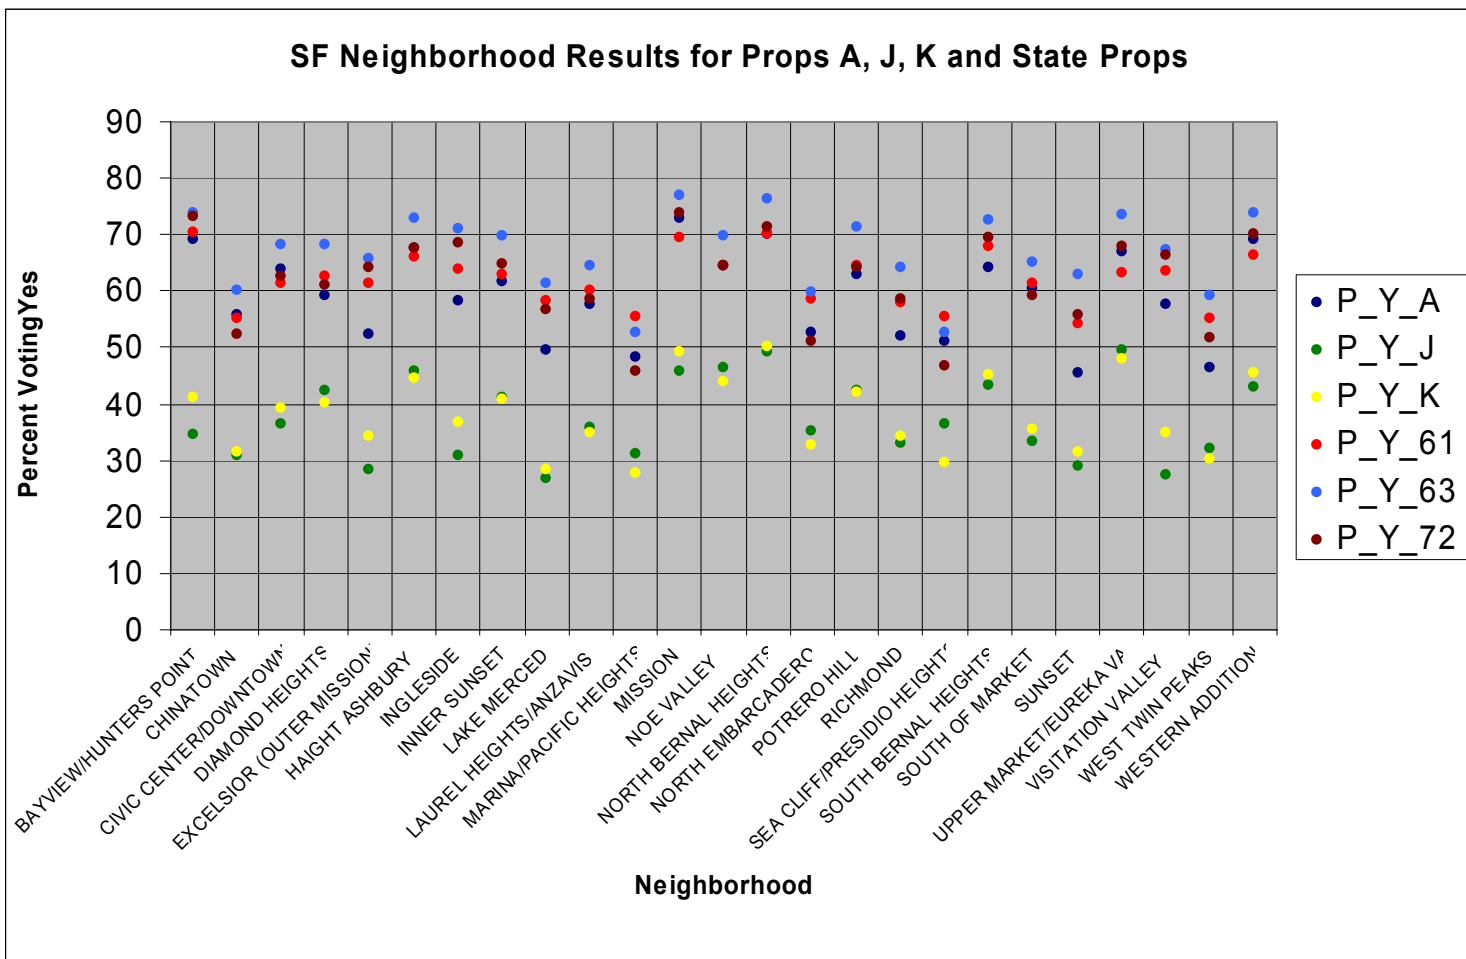 SF Neighborhood Results for Props A, J, K and State Props
90
80
70
60
50
40
30
20
10
0
Percent VotingYes
BAYVIEW/HUNTERS POINT
CHINATOWN
CIVIC CENTER/DOWNTOWN
DIAMOND HEIGHTS
EXCELSIOR (OUTER MISSION
HAIGHT ASHBURY
INGLESIDE
INNER SUNSET
LAKE MERCED
LAUREL HEIGHTS/ANZAVIS
MARINA/PACIFIC HEIGHTS
MISSION
NOE VALLEY
NORTH BERNAL HEIGHTS
NORTH EMBARCADERO
POTRERO HILL
RICHMOND
SEA CLIFF/PRESIDIO HEIGHTS
SOUTH BERNAL HEIGHTS
SOUTH OF MARKET
SUNSET
UPPER MARKET/EUREKA VA
VISITATION VALLEY
WEST TWIN PEAKS
WESTERN ADDITION
Neighborhood
P_Y_A
P_Y_J
P_Y_K
P_Y_61
P_Y_63
P_Y_72